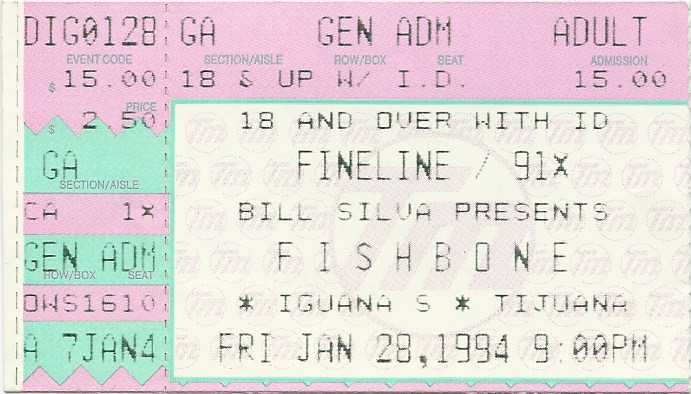 DIG0128 GA GEN ADM ADULT
EVENT CODE SECTION/AISLE ROW/BOX SEAT ADMISSION
$ 15.00 18 & UP W/ I.D. 15.00
PRICE
$ 2.50 18 AND OVER WITH ID
GA FINELINE / 91X
SECTION/AISLE
CA 1* BILL SILVA PRESENTS
GEN ADM FISHBONE
ROW/BOX SEAT
OWS1610 * IGUANA S * TIJUANA
A 7JAN4 FRI JAN 28,1994 9:00PM